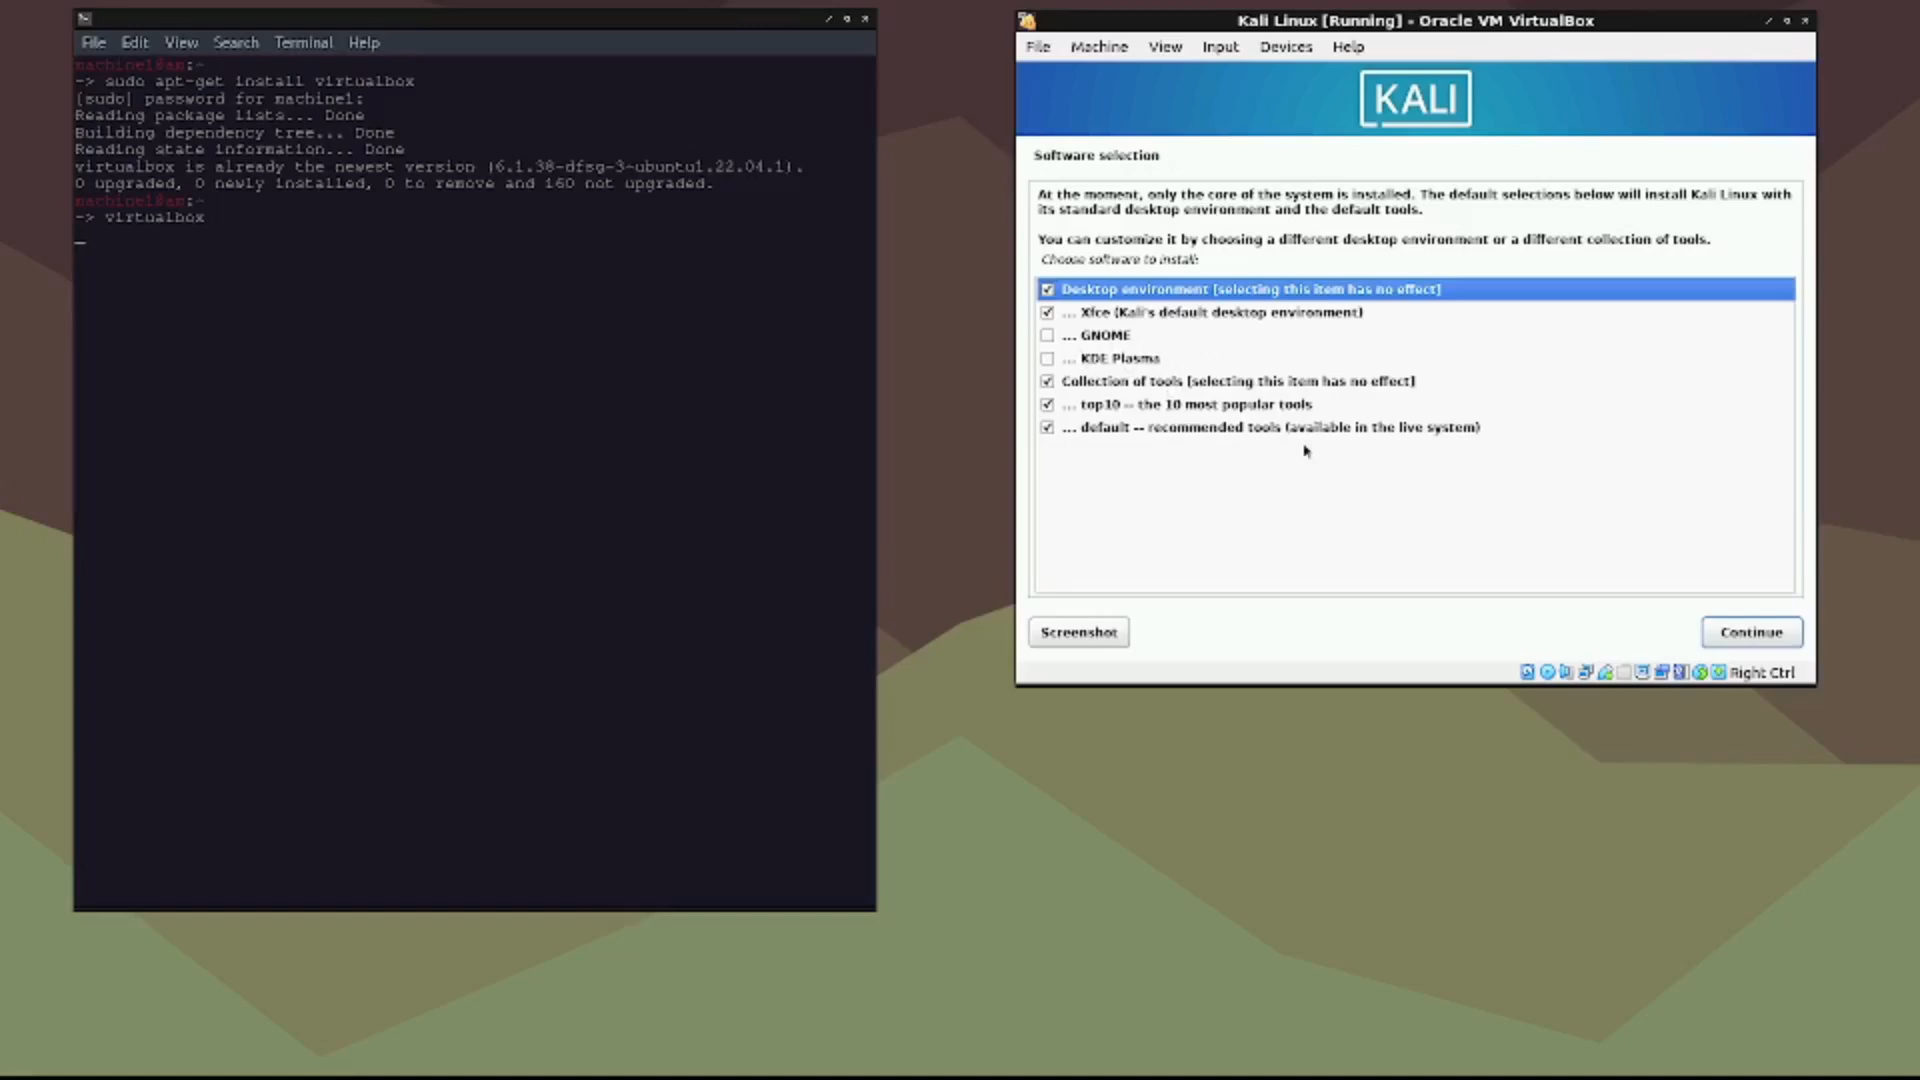 File Edit View Search Terminal Help
machine1@am:~
-> sudo apt-get install virtualbox
[sudo] password for machine1:
Reading package lists... Done
Building dependency tree... Done
Reading state information... Done
virtualbox is already the newest version (6.1.38-dfsg-3~ubuntu1.22.04.1).
0 upgraded, 0 newly installed, 0 to remove and 160 not upgraded.
machine1@am:~
-> virtualbox
Kali Linux [Running] - Oracle VM VirtualBox
File Machine View Input Devices Help
KALI
Software selection
At the moment, only the core of the system is installed. The default selections below will install Kali Linux with
its standard desktop environment and the default tools.
You can customize it by choosing a different desktop environment or a different collection of tools.
Choose software to install:
Desktop environment [selecting this item has no effect]
... Xfce (Kali's default desktop environment)
... GNOME
... KDE Plasma
Collection of tools [selecting this item has no effect]
... top10 -- the 10 most popular tools
... default -- recommended tools (available in the live system)
Screenshot
Continue
Right Ctrl